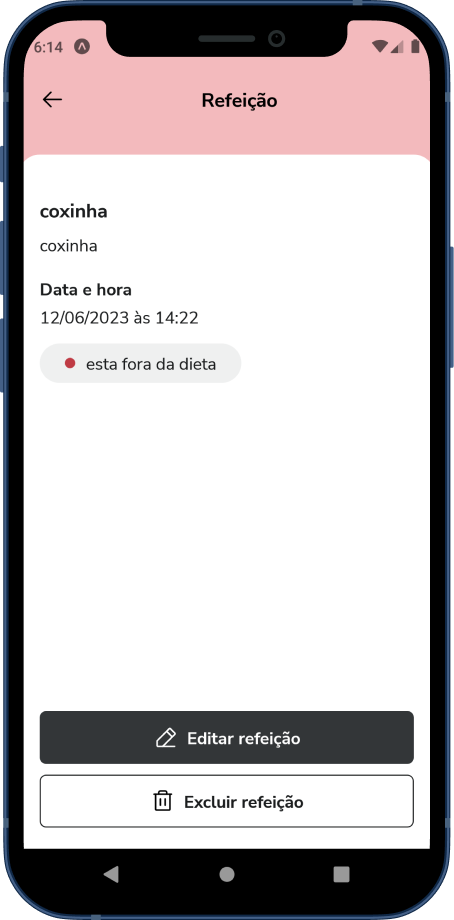 6:14
Refeição
coxinha
coxinha
Data e hora
12/06/2023 às 14:22
esta fora da dieta
Editar refeição
Excluir refeição